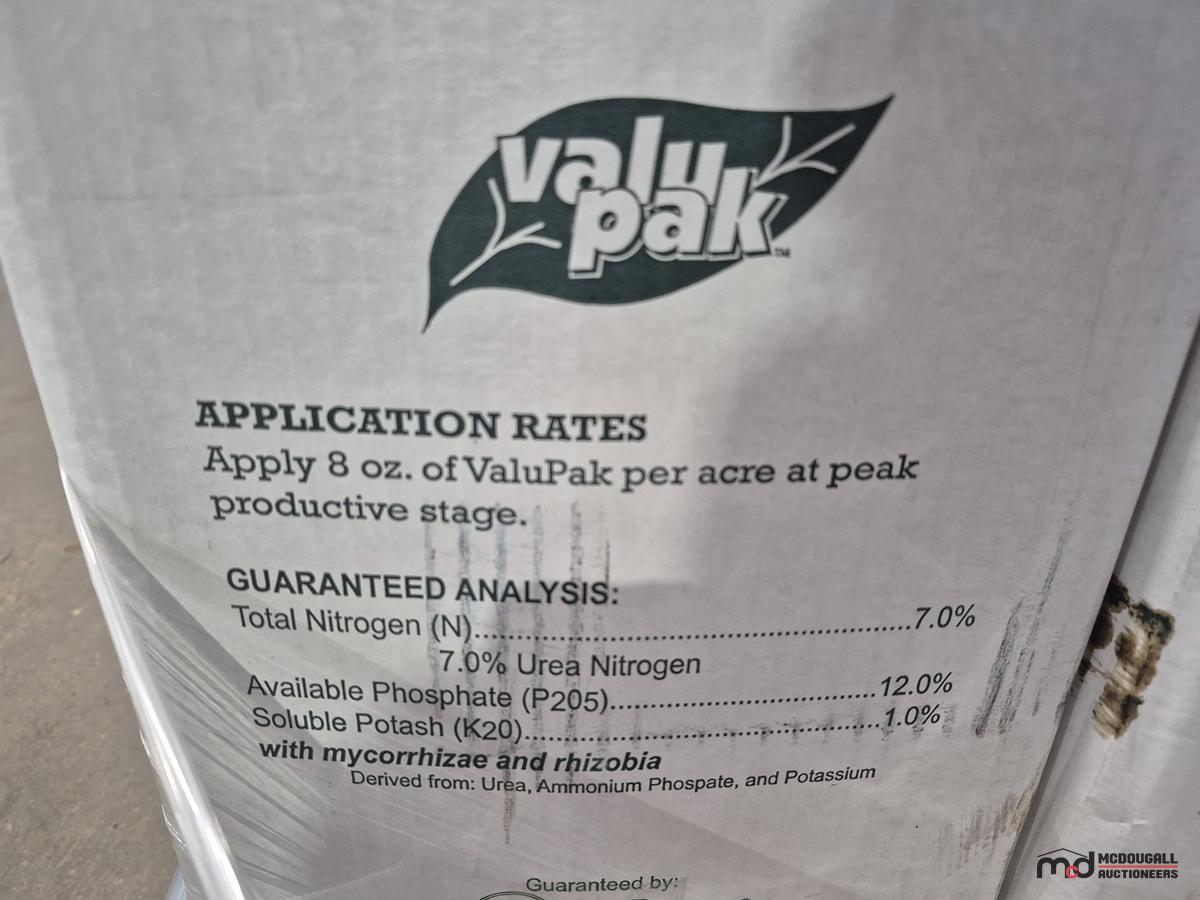 valu
pak™
APPLICATION RATES
Apply 8 oz. of ValuPak per acre at peak
productive stage.
GUARANTEED ANALYSIS:
Total Nitrogen (N)..........................................................7.0%
7.0% Urea Nitrogen
Available Phosphate (P205)...................................12.0%
Soluble Potash (K20)...............................................1.0%
with mycorrhizae and rhizobia
Derived from: Urea, Ammonium Phospate, and Potassium
Guaranteed by:
mcd MCDOUGALL
AUCTIONEERS